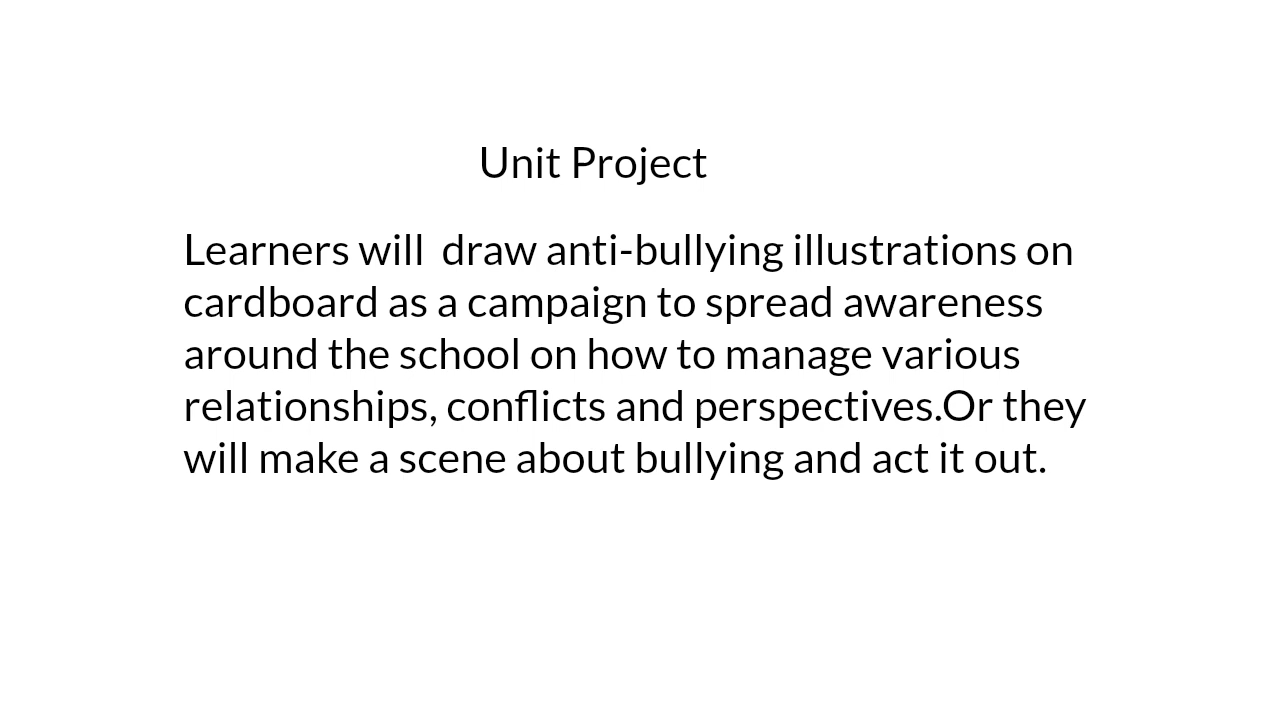 Unit Project
Learners will  draw anti-bullying illustrations on
cardboard as a campaign to spread awareness
around the school on how to manage various
relationships, conflicts and perspectives.Or they
will make a scene about bullying and act it out.